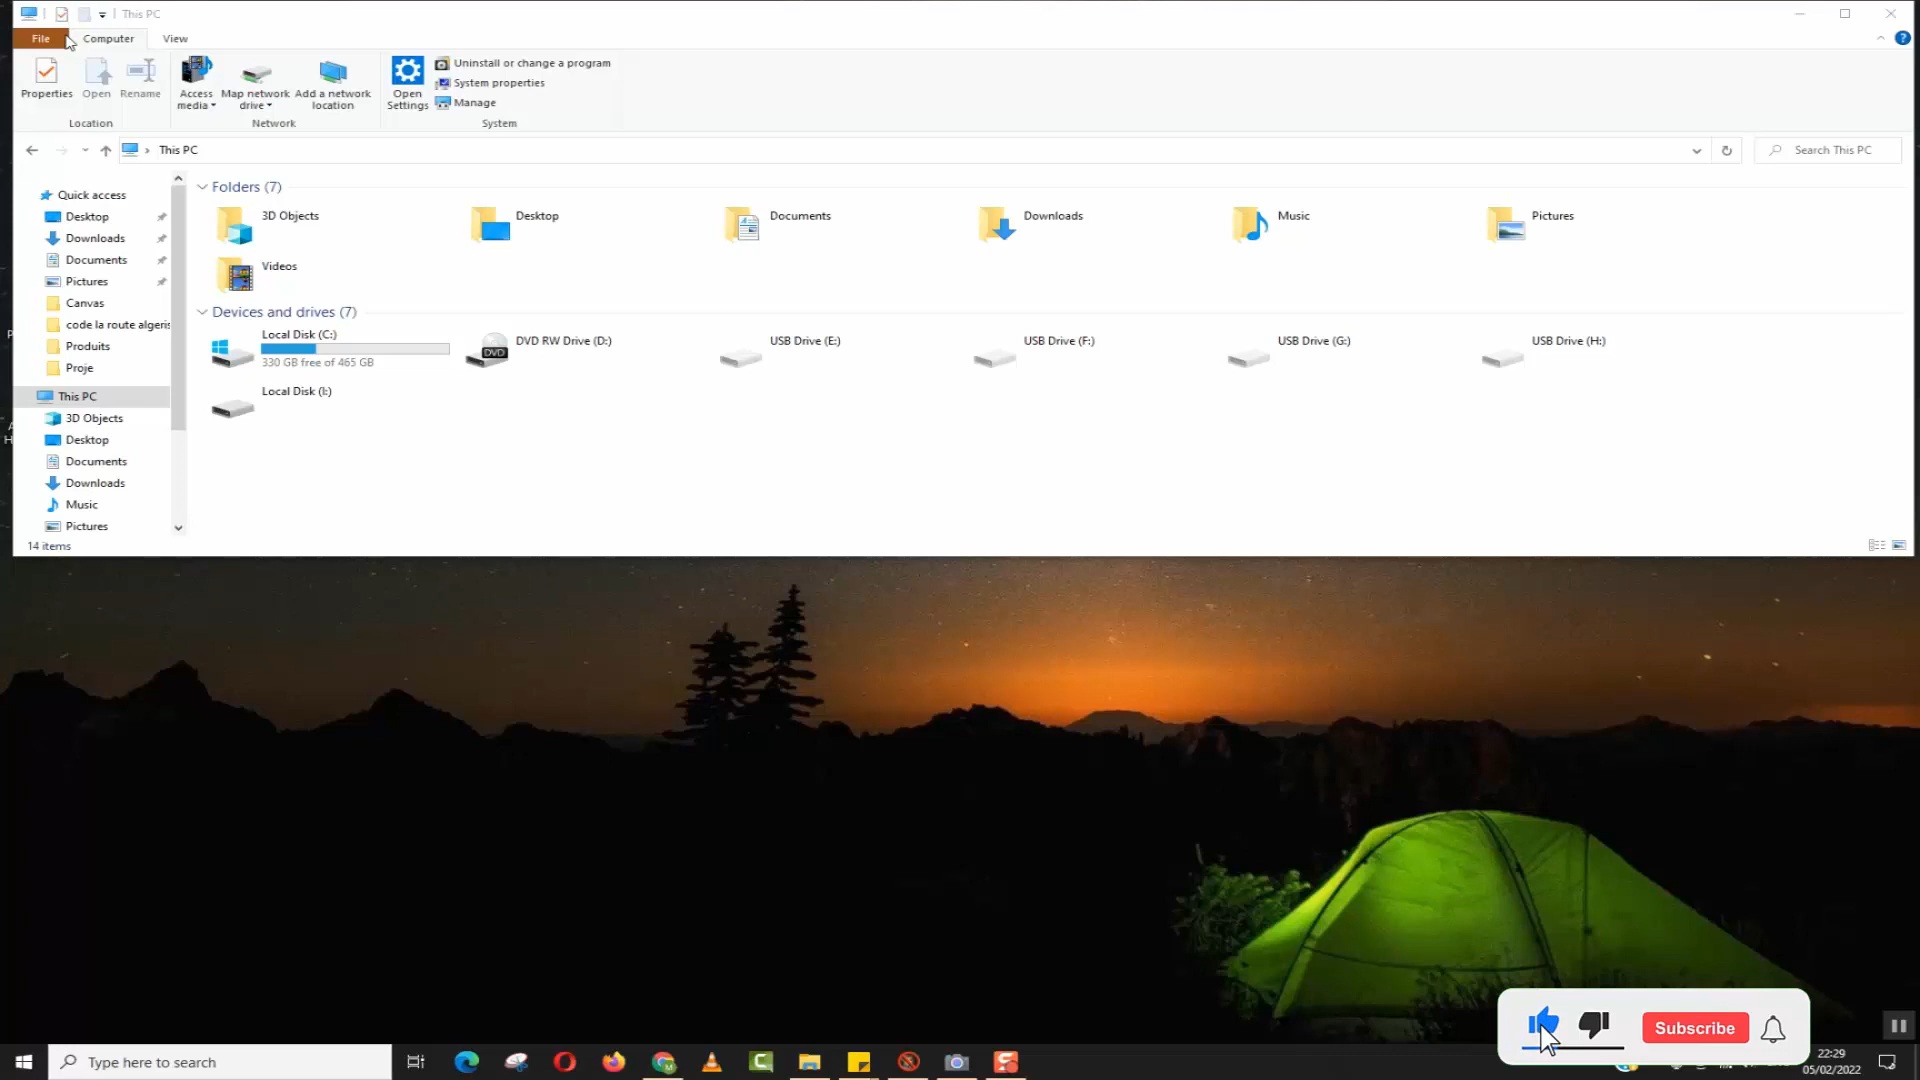 This PC
File
Computer
View
Properties
Open
Rename
Access media
Map network drive
Add a network location
Open Settings
Uninstall or change a program
System properties
Manage
Location
Network
System
This PC
Search This PC
Quick access
Desktop
Downloads
Documents
Pictures
Canvas
code la route algeris
Produits
Proje
This PC
3D Objects
Desktop
Documents
Downloads
Music
Pictures
14 items
Folders (7)
3D Objects
Desktop
Documents
Downloads
Music
Pictures
Videos
Devices and drives (7)
Local Disk (C:)
330 GB free of 465 GB
DVD RW Drive (D:)
DVD
USB Drive (E:)
USB Drive (F:)
USB Drive (G:)
USB Drive (H:)
Local Disk (I:)
Subscribe
Type here to search
22:29
05/02/2022